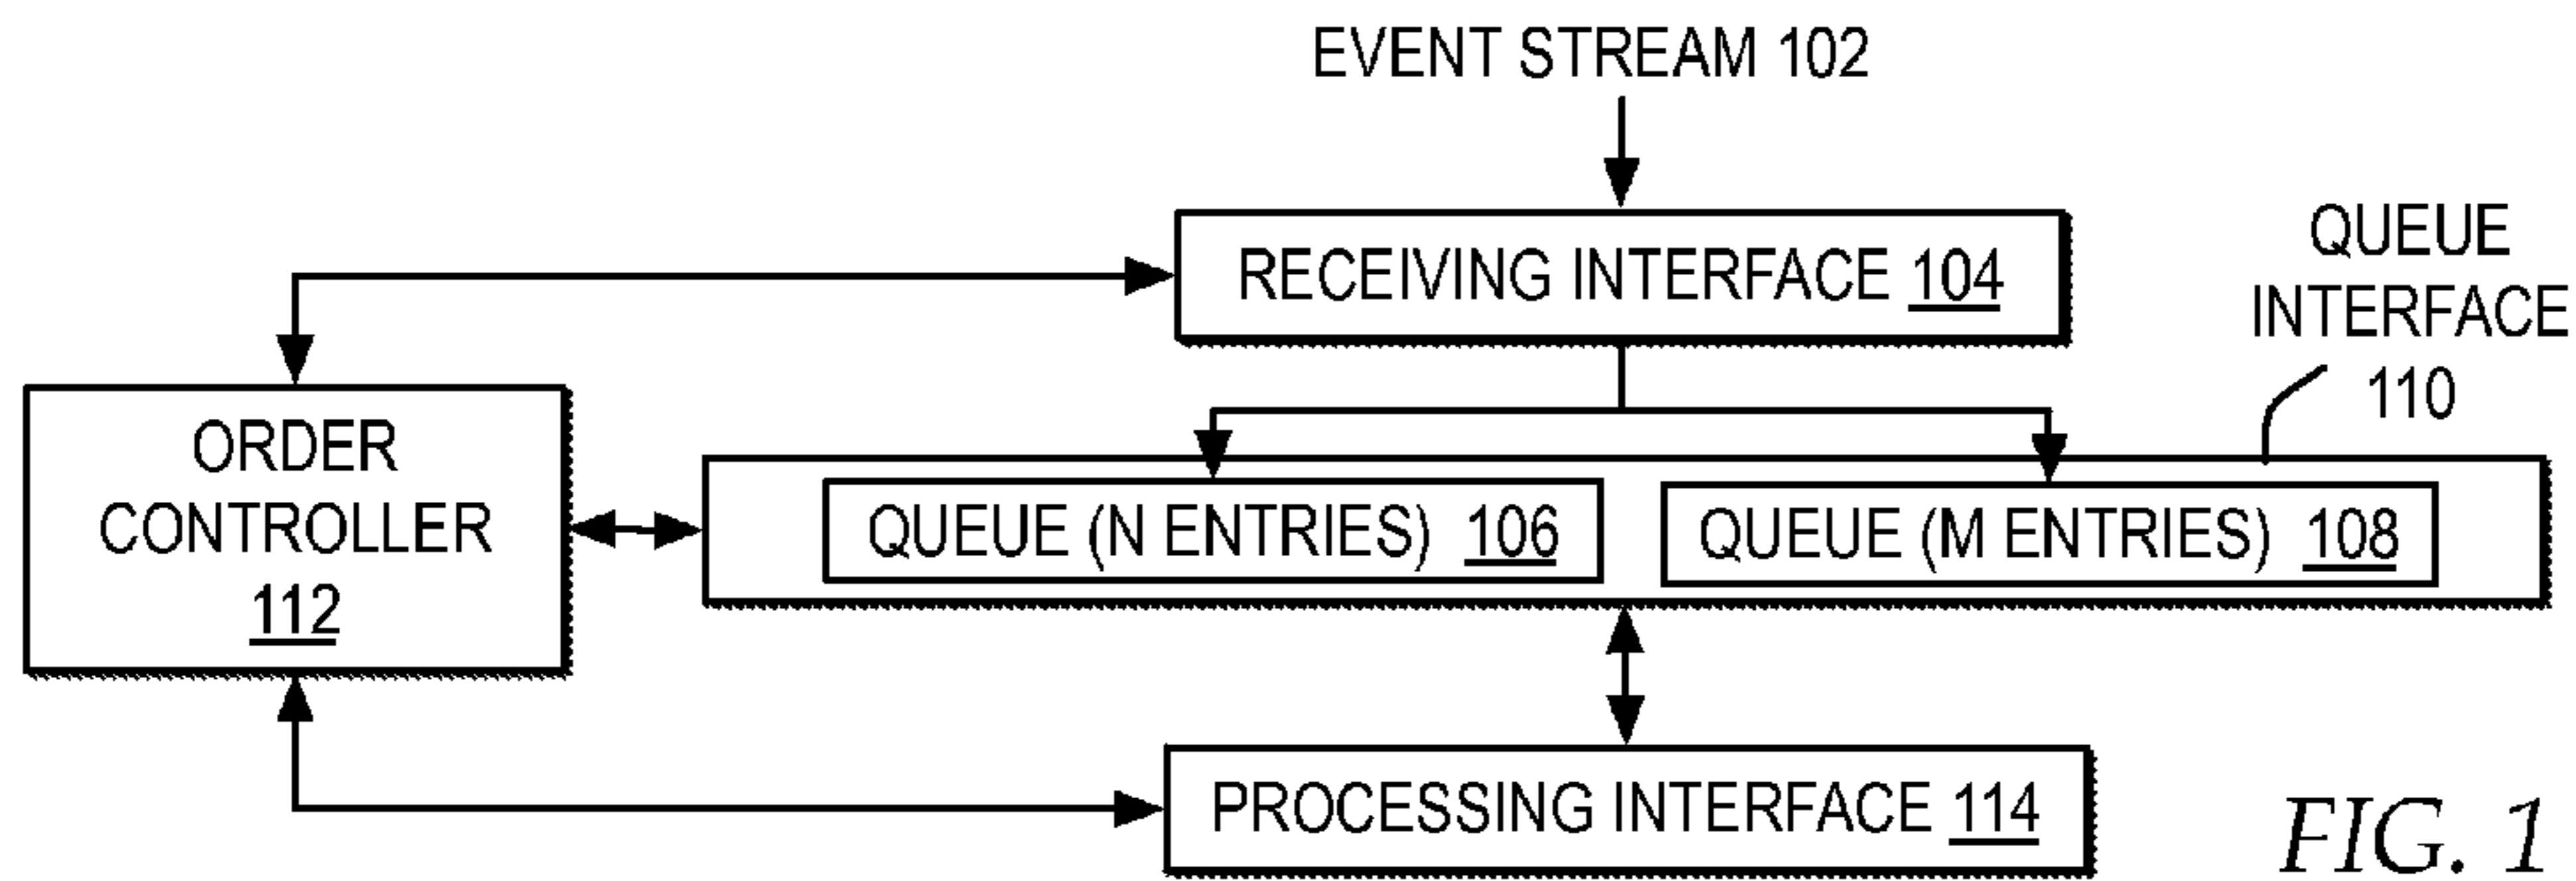 EVENT STREAM 102
RECEIVING INTERFACE 104
QUEUE
INTERFACE
110
ORDER
CONTROLLER
112
QUEUE (N ENTRIES) 106
QUEUE (M ENTRIES) 108
PROCESSING INTERFACE 114
FIG. 1